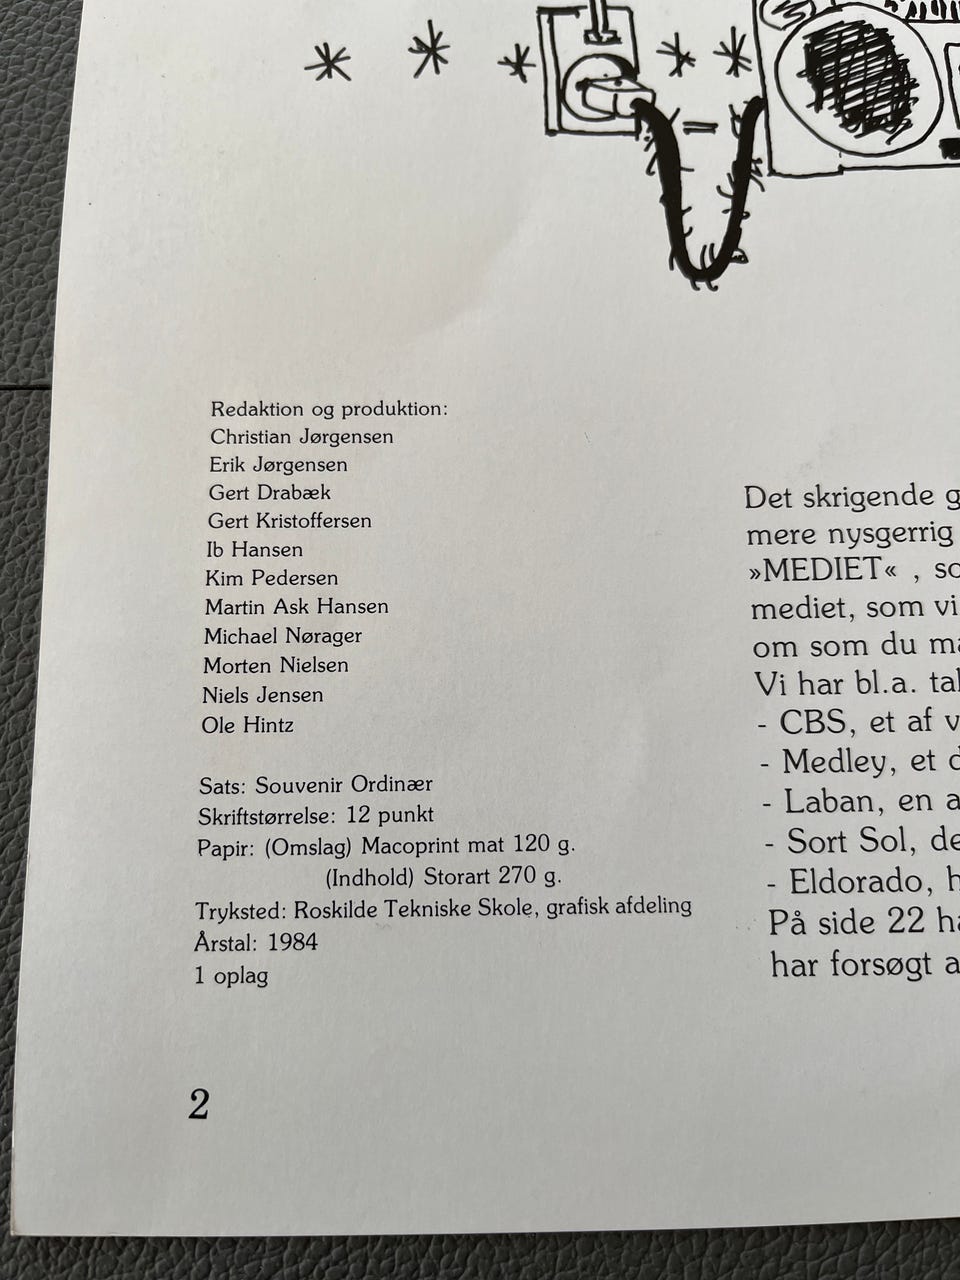 Redaktion og produktion:
Christian Jørgensen
Erik Jørgensen
Gert Drabæk
Gert Kristoffersen
Ib Hansen
Kim Pedersen
Martin Ask Hansen
Michael Nørager
Morten Nielsen
Niels Jensen
Ole Hintz
Sats: Souvenir Ordinær
Skriftstørrelse: 12 punkt
Papir: (Omslag) Macoprint mat 120 g.
(Indhold) Storart 270 g.
Tryksted: Roskilde Tekniske Skole, grafisk afdeling
Årstal: 1984
1 oplag
2
Det skrigende
mere nysgerrig
»MEDIET« ,
mediet, som vi
om som du
Vi har bl.a.
- CBS, et af
- Medley, et
- Laban, en
- Sort Sol,
- Eldorado,
På side 22
har forsøgt